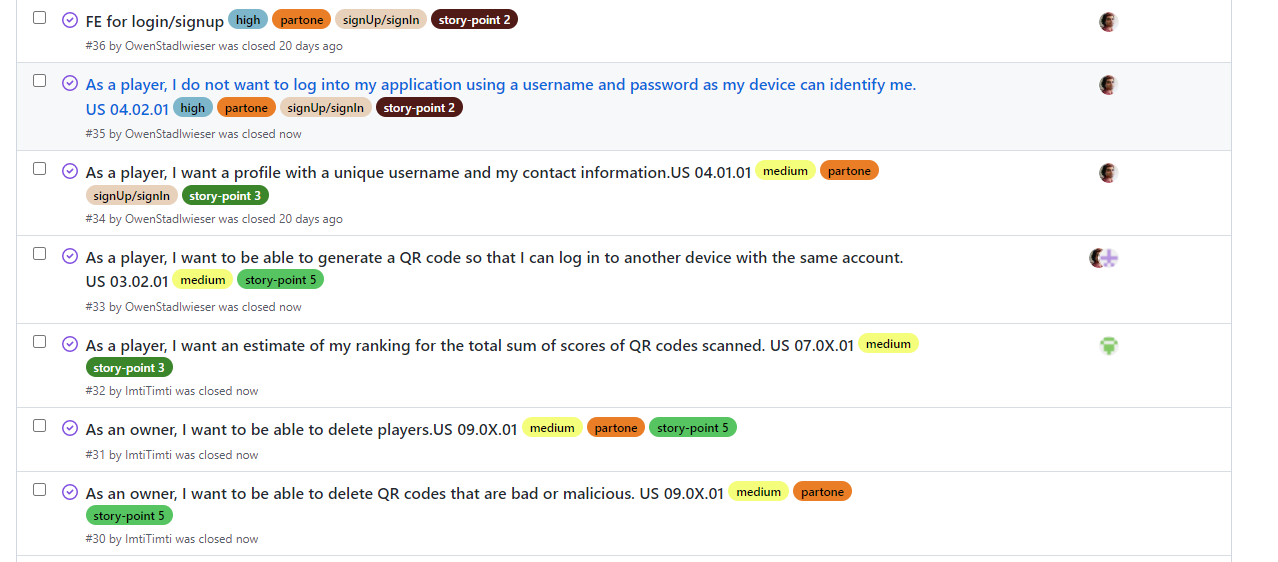 FE for login/signup high partone signUp/signIn story-point 2
#36 by OwenStadlwieser was closed 20 days ago
As a player, I do not want to log into my application using a username and password as my device can identify me.
US 04.02.01 high partone signUp/signIn story-point 2
#35 by OwenStadlwieser was closed now
As a player, I want a profile with a unique username and my contact information.US 04.01.01 medium partone
signUp/signIn story-point 3
#34 by OwenStadlwieser was closed 20 days ago
As a player, I want to be able to generate a QR code so that I can log in to another device with the same account.
US 03.02.01 medium story-point 5
#33 by OwenStadlwieser was closed now
As a player, I want an estimate of my ranking for the total sum of scores of QR codes scanned. US 07.0X.01 medium
story-point 3
#32 by ImtiTimti was closed now
As an owner, I want to be able to delete players.US 09.0X.01 medium partone story-point 5
#31 by ImtiTimti was closed now
As an owner, I want to be able to delete QR codes that are bad or malicious. US 09.0X.01 medium partone
story-point 5
#30 by ImtiTimti was closed now